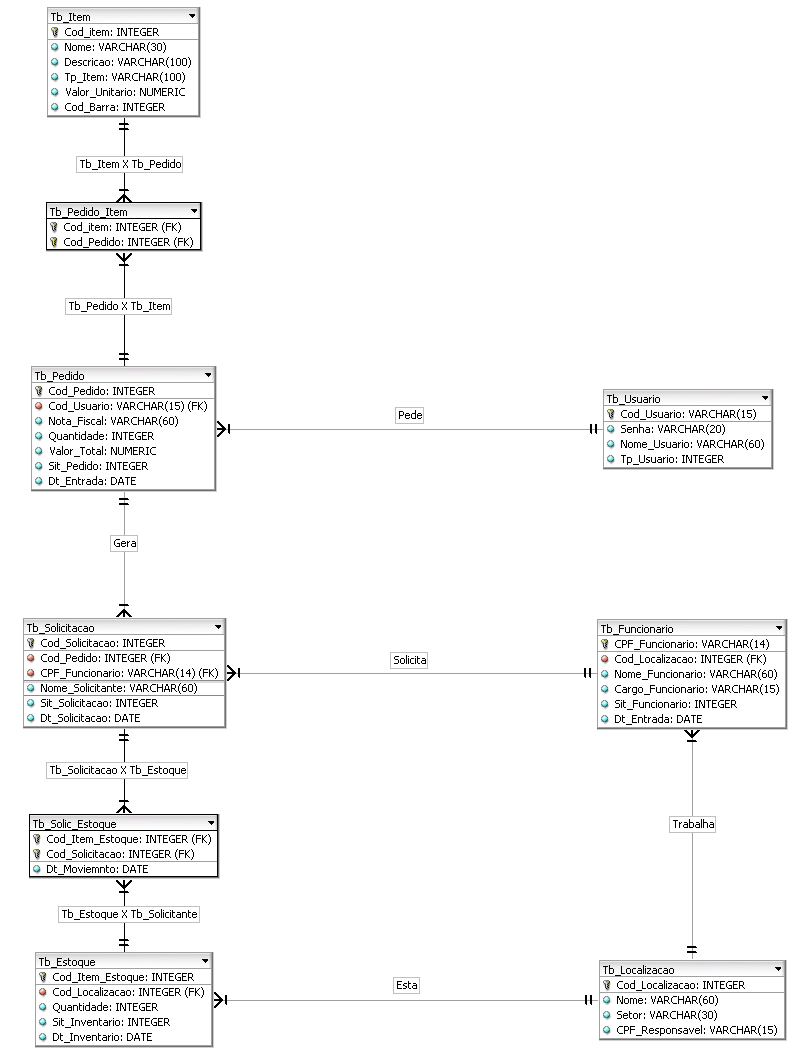 Tb_Item
Cod_item: INTEGER
Nome: VARCHAR(30)
Descricao: VARCHAR(100)
Tp_Item: VARCHAR(100)
Valor_Unitario: NUMERIC
Cod_Barra: INTEGER
Tb_Item X Tb_Pedido
Tb_Pedido_Item
Cod_item: INTEGER (FK)
Cod_Pedido: INTEGER (FK)
Tb_Pedido X Tb_Item
Tb_Pedido
Cod_Pedido: INTEGER
Cod_Usuario: VARCHAR(15) (FK)
Nota_Fiscal: VARCHAR(60)
Quantidade: INTEGER
Valor_Total: NUMERIC
Sit_Pedido: INTEGER
Dt_Entrada: DATE
Pede
Tb_Usuario
Cod_Usuario: VARCHAR(15)
Senha: VARCHAR(20)
Nome_Usuario: VARCHAR(60)
Tp_Usuario: INTEGER
Gera
Tb_Solicitacao
Cod_Solicitacao: INTEGER
Cod_Pedido: INTEGER (FK)
CPF_Funcionario: VARCHAR(14) (FK)
Nome_Solicitante: VARCHAR(60)
Sit_Solicitacao: INTEGER
Dt_Solicitacao: DATE
Solicita
Tb_Funcionario
CPF_Funcionario: VARCHAR(14)
Cod_Localizacao: INTEGER (FK)
Nome_Funcionario: VARCHAR(60)
Cargo_Funcionario: VARCHAR(15)
Sit_Funcionario: INTEGER
Dt_Entrada: DATE
Tb_Solicitacao X Tb_Estoque
Trabalha
Tb_Solic_Estoque
Cod_Item_Estoque: INTEGER (FK)
Cod_Solicitacao: INTEGER (FK)
Dt_Moviemnto: DATE
Tb_Estoque X Tb_Solicitante
Tb_Estoque
Cod_Item_Estoque: INTEGER
Cod_Localizacao: INTEGER (FK)
Quantidade: INTEGER
Sit_Inventario: INTEGER
Dt_Inventario: DATE
Esta
Tb_Localizacao
Cod_Localizacao: INTEGER
Nome: VARCHAR(60)
Setor: VARCHAR(30)
CPF_Responsavel: VARCHAR(15)